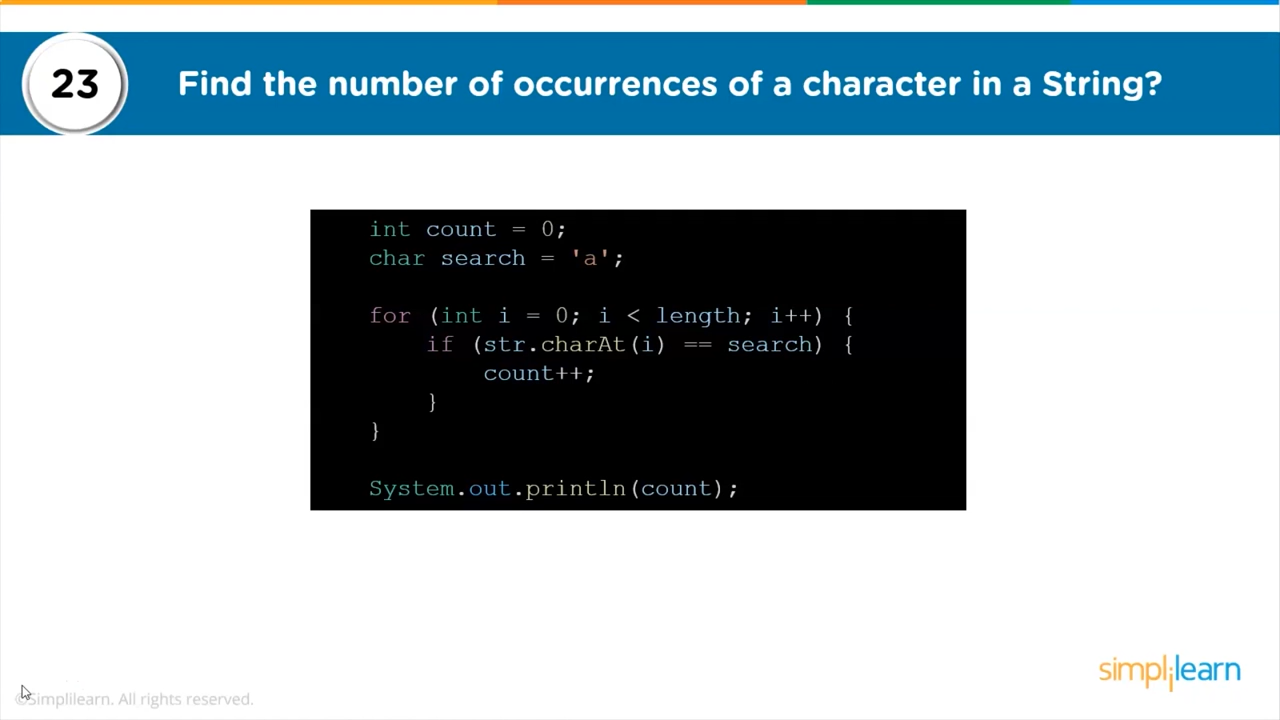 23
Find the number of occurrences of a character in a String?
int count = 0;
char search = 'a';
for (int i = 0; i < length; i++) {
if (str.charAt(i) == search) {
count++;
}
}
System.out.println(count);
simplilearn
©Simplilearn. All rights reserved.